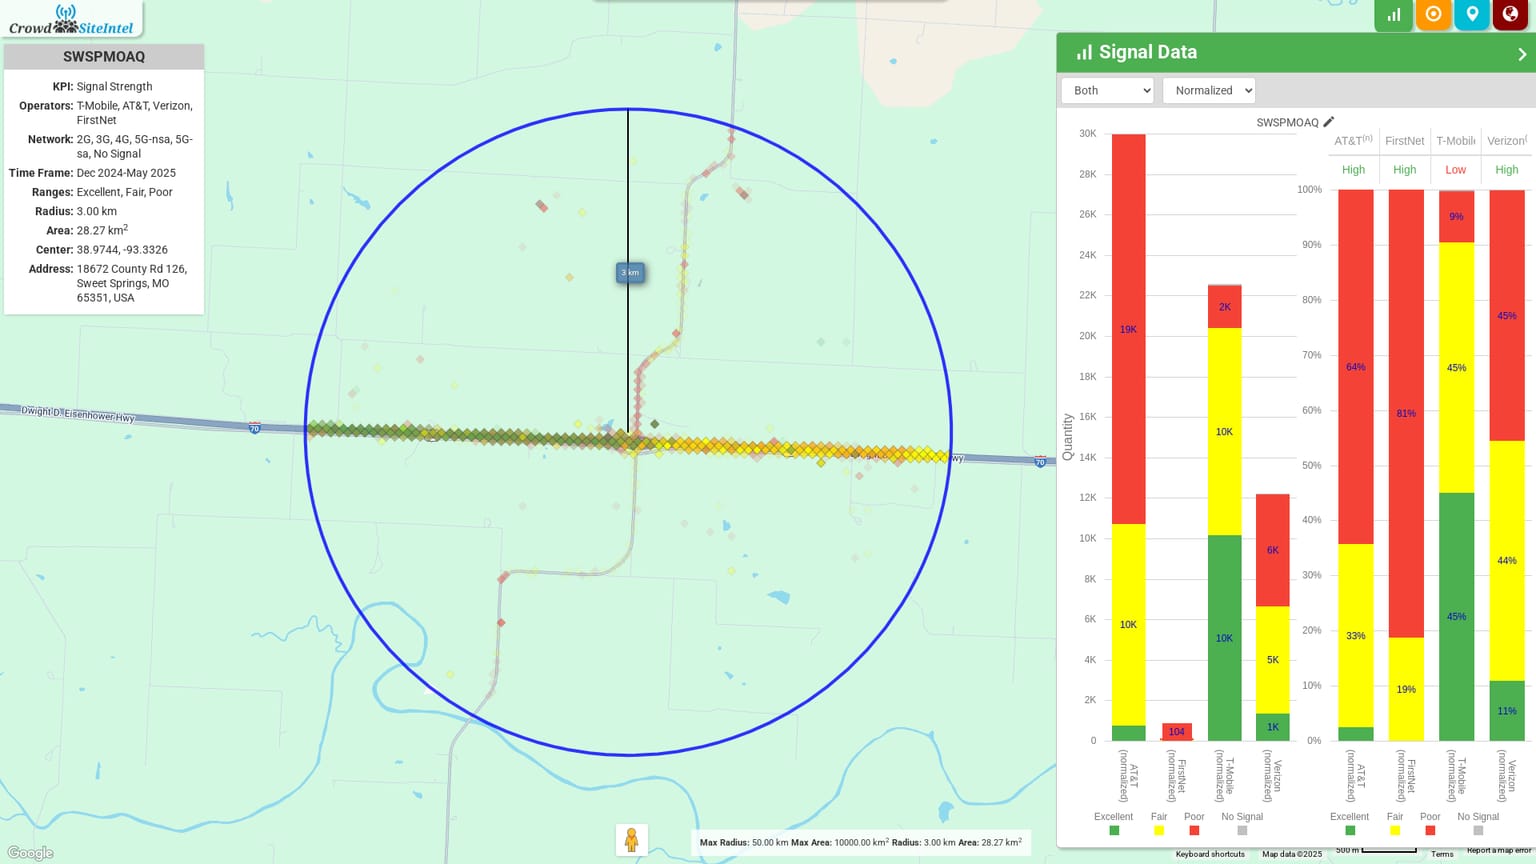 Crowd SiteIntel
SWSPMOAQ
KPI: Signal Strength
Operators: T-Mobile, AT&T, Verizon,
FirstNet
Network: 2G, 3G, 4G, 5G-nsa, 5G-
sa, No Signal
Time Frame: Dec 2024-May 2025
Ranges: Excellent, Fair, Poor
Radius: 3.00 km
Area: 28.27 km²
Center: 38.9744, -93.3326
Address: 18672 County Rd 126,
Sweet Springs, MO
65351, USA
3 km
Dwight D. Eisenhower Hwy
70
wy
70
Google
Max Radius: 50.00 km Max Area: 10000.00 km² Radius: 3.00 km Area: 28.27 km²
Signal Data
Both
Normalized
SWSPMOAQ
AT&T(n) FirstNet T-Mobile Verizon(
High High Low High
Quantity
30K
28K
26K
24K
22K
20K
18K
16K
14K
12K
10K
8K
6K
4K
2K
0
19K
10K
104
2K
10K
10K
6K
5K
1K
AT&T
(normalized)
FirstNet
(normalized)
T-Mobile
(normalized)
Verizon
(normalized)
Excellent Fair Poor No Signal
100%
90%
80%
70%
60%
50%
40%
30%
20%
10%
0%
64%
33%
81%
19%
9%
45%
45%
45%
44%
11%
AT&T
(normalized)
FirstNet
(normalized)
T-Mobile
(normalized)
Verizon
(normalized)
Excellent Fair Poor No Signal
Keyboard shortcuts Map data ©2025 500 m Terms Report a map error